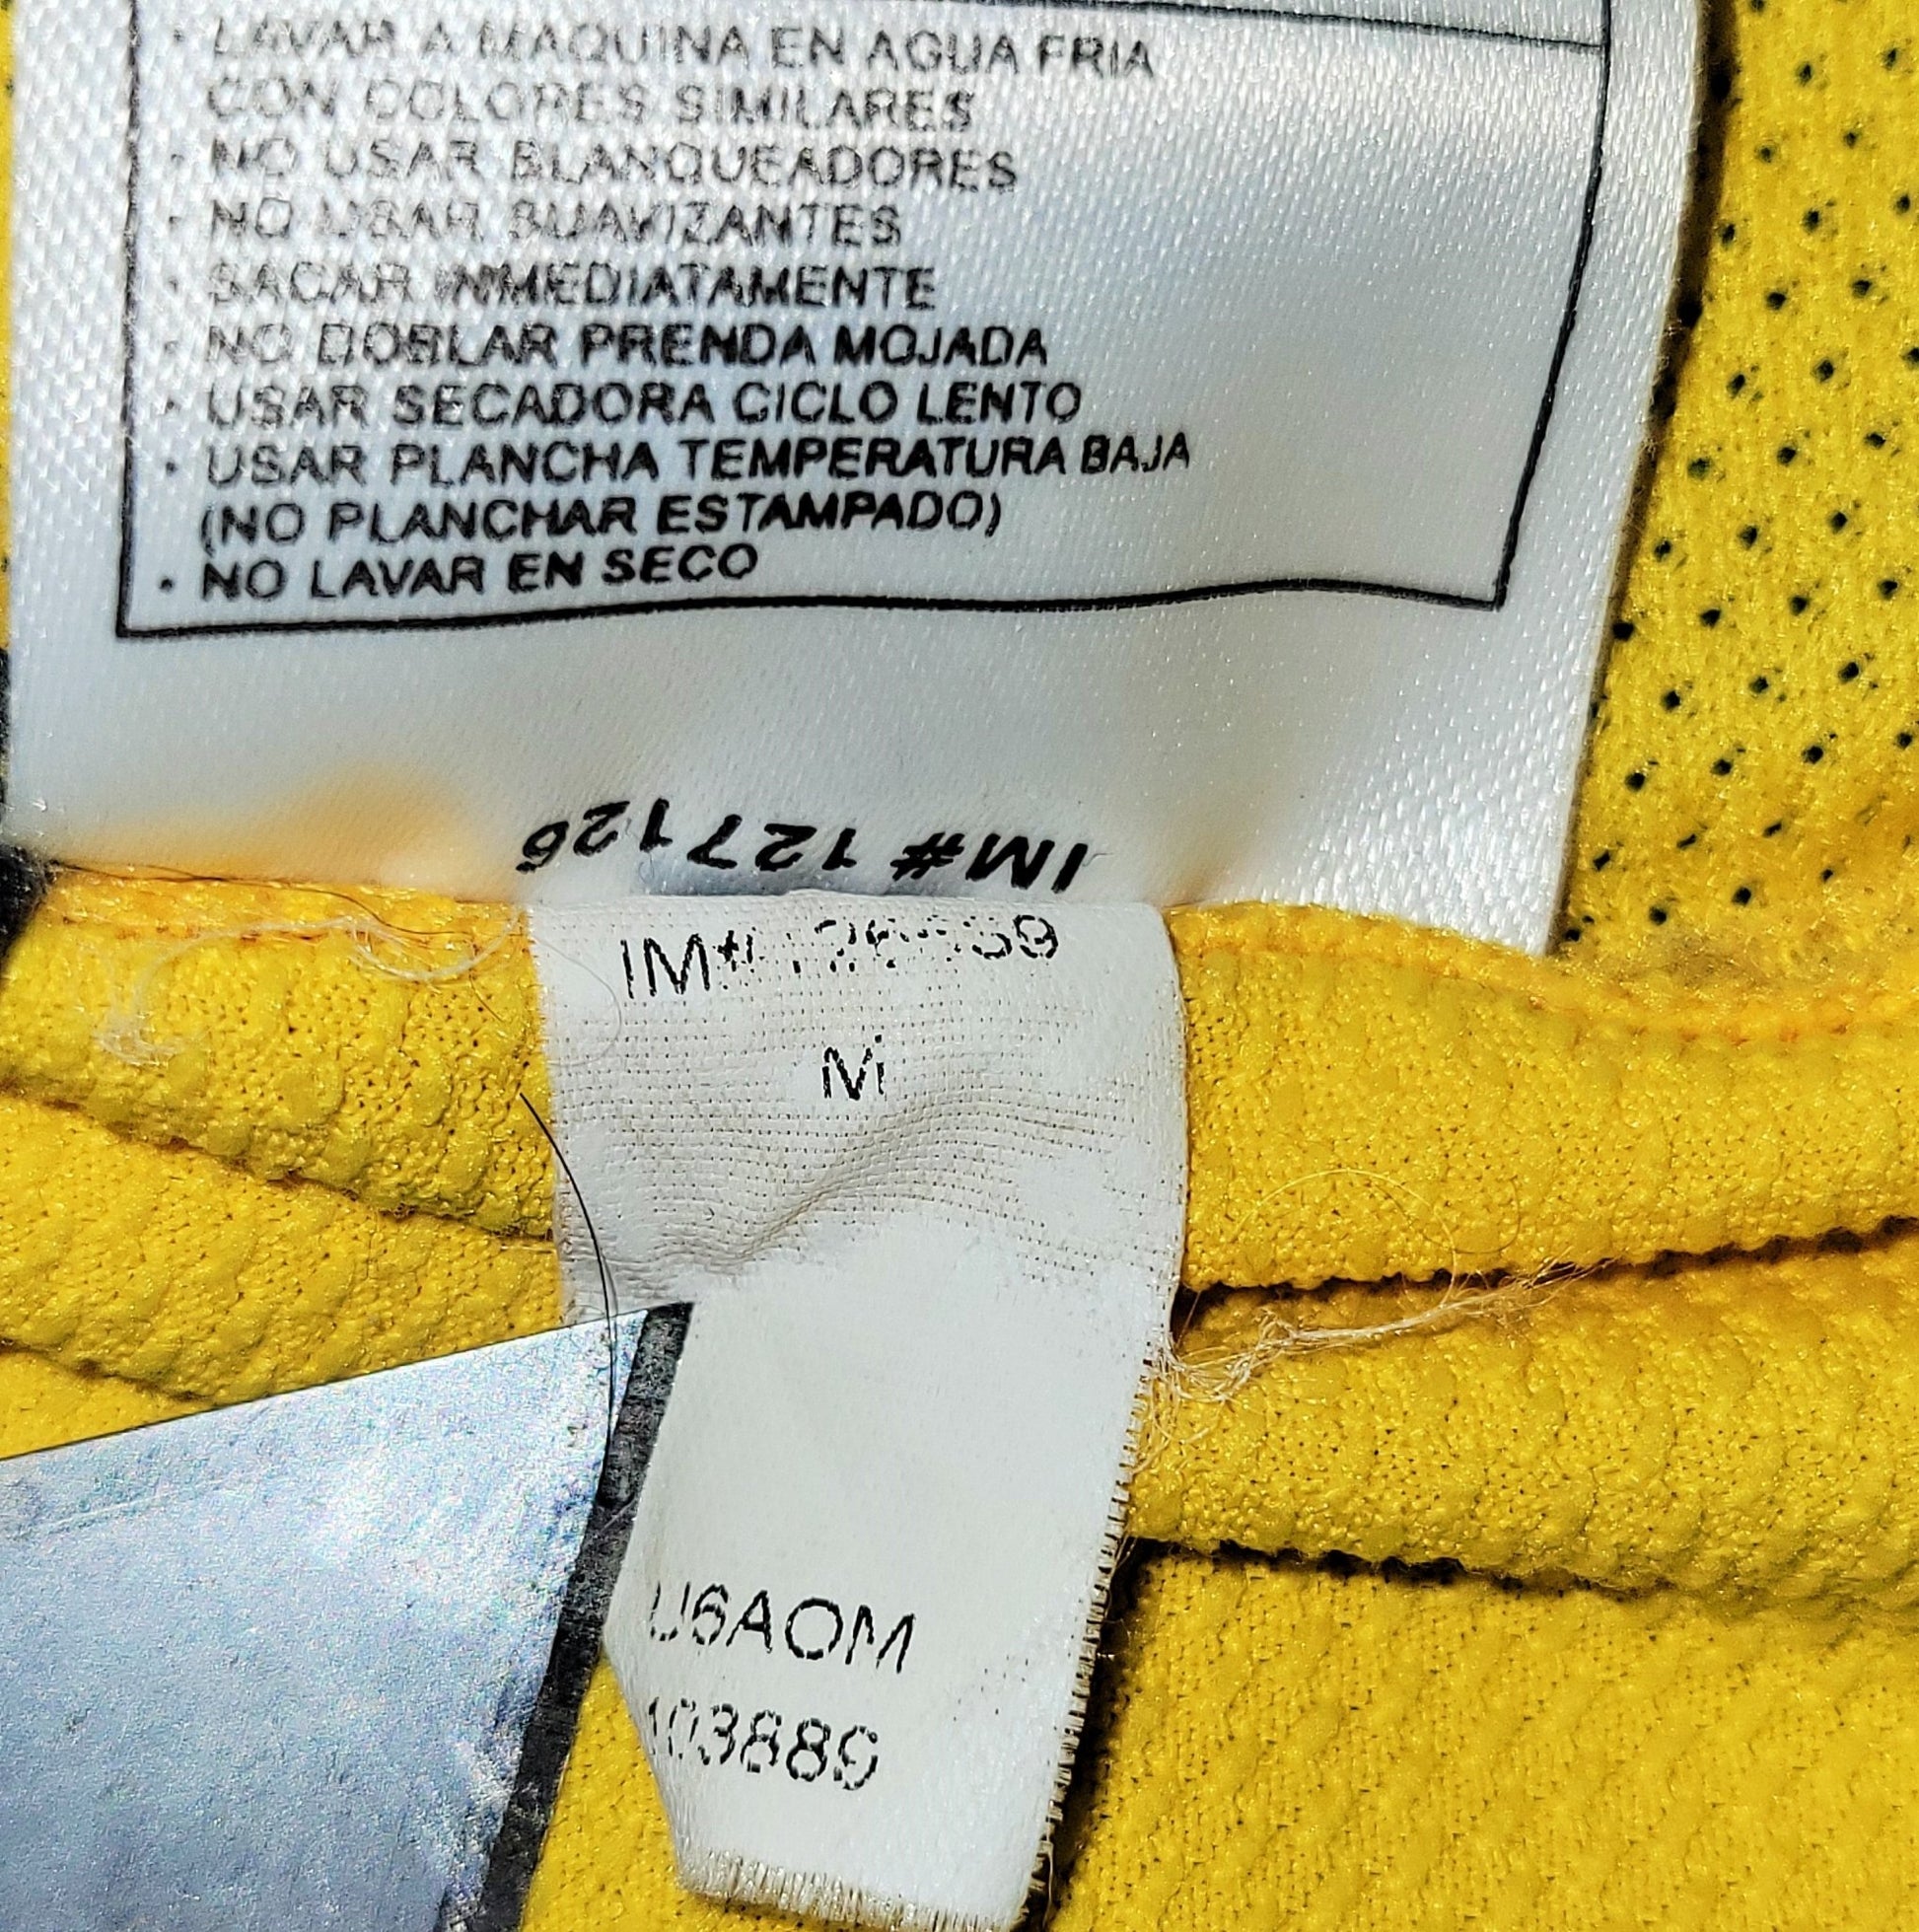 · LAVAR A MAQUINA EN AGUA FRIA
CON COLORES SIMILARES
· NO USAR BLANQUEADORES
· NO USAR SUAVIZANTES
· SACAR INMEDIATAMENTE
· NO DOBLAR PRENDA MOJADA
· USAR SECADORA CICLO LENTO
· USAR PLANCHA TEMPERATURA BAJA
(NO PLANCHAR ESTAMPADO)
· NO LAVAR EN SECO
IM# 127126
IM#
M
U6AOM
103889